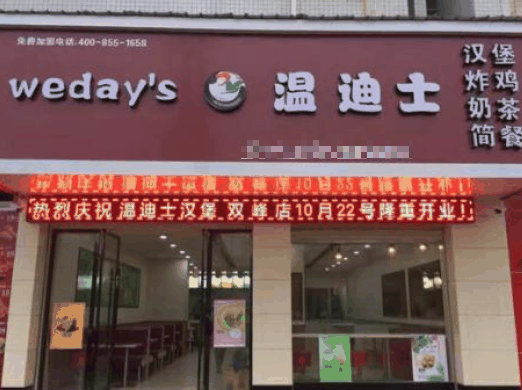 免费加盟电话:400-855-1658
weday's 温迪士
汉堡
炸鸡
奶茶
简餐
热烈庆祝 温迪士汉堡 双峰店10月22号隆重开业